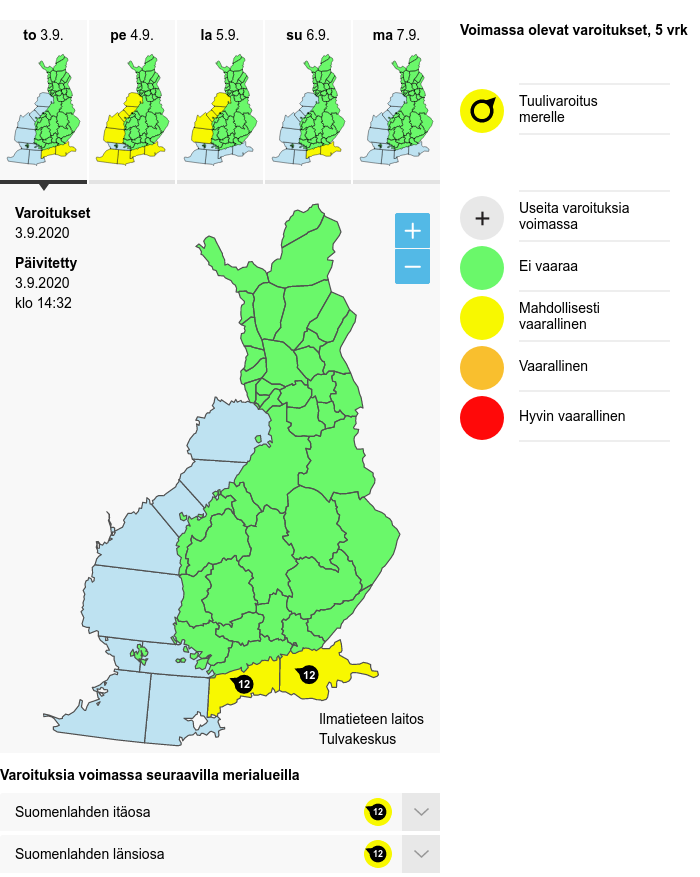 to 3.9.
pe 4.9.
la 5.9.
su 6.9.
ma 7.9.
Varoitukset
3.9.2020
Päivitetty
3.9.2020
klo 14:32
+
−
12
12
Ilmatieteen laitos
Tulvakeskus
Varoituksia voimassa seuraavilla merialueilla
Suomenlahden itäosa
12
Suomenlahden länsiosa
12
Voimassa olevat varoitukset, 5 vrk
Tuulivaroitus
merelle
+
Useita varoituksia
voimassa
Ei vaaraa
Mahdollisesti
vaarallinen
Vaarallinen
Hyvin vaarallinen